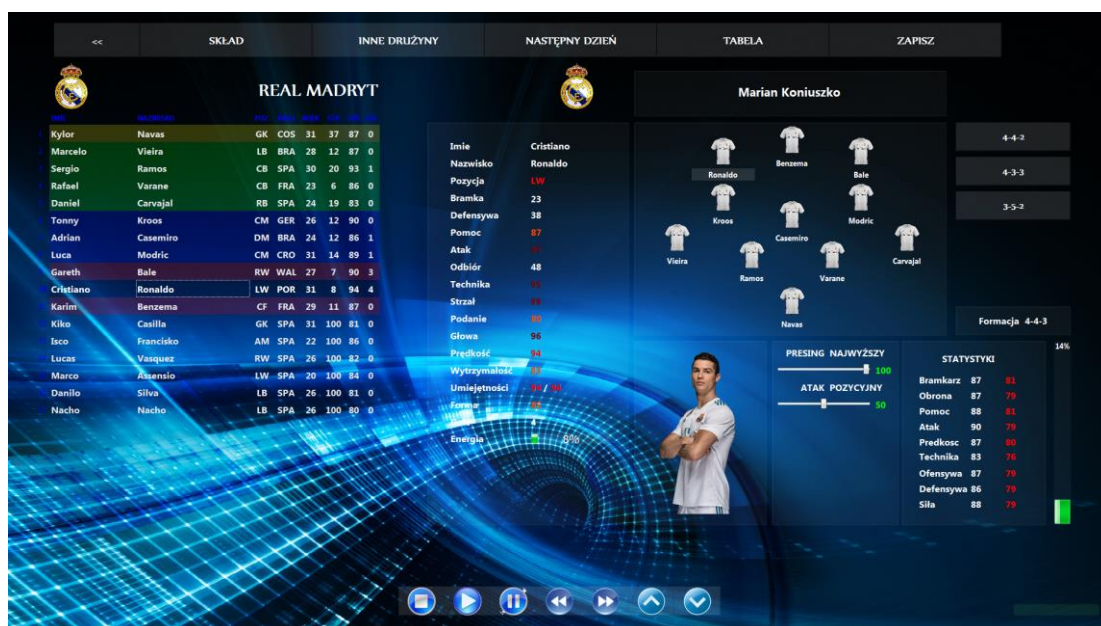 << SKŁAD INNE DRUŻYNY NASTĘPNY DZIEŃ TABELA ZAPISZ
REAL MADRYT
IMIE NAZWISKO
Kylor Navas GK COS 31 37 87 0
Marcelo Vieira LB BRA 28 12 87 0
Sergio Ramos CB SPA 30 20 93 1
Rafael Varane CB FRA 23 6 86 0
Daniel Carvajal RB SPA 24 19 83 0
Tonny Kroos CM GER 26 12 90 0
Adrian Casemiro DM BRA 24 12 86 1
Luca Modric CM CRO 31 14 89 1
Gareth Bale RW WAL 27 7 90 3
Cristiano Ronaldo LW POR 31 8 94 4
Karim Benzema CF FRA 29 11 87 0
Kiko Casilla GK SPA 31 100 81 0
Isco Francisco AM SPA 22 100 86 0
Lucas Vasquez RW SPA 26 100 82 0
Marco Assensio LW SPA 20 100 84 0
Danilo Silva LB SPA 26 100 81 0
Nacho Nacho LB SPA 26 100 80 0
Imie Cristiano
Nazwisko Ronaldo
Pozycja LW
Bramka 23
Defensywa 38
Pomoc 87
Atak
Odbiór 48
Technika
Strzał
Podanie 80
Głowa 96
Prędkość 94
Wytrzymałość
Umiejętności /
Forma
Energia 8%
Marian Koniuszko
Ronaldo
Benzema
Bale
Kroos
Casemiro
Modric
Vieira
Ramos
Varane
Carvajal
Navas
4-4-2
4-3-3
3-5-2
Formacja 4-4-3
14%
PRESING NAJWYŻSZY
100
ATAK POZYCYJNY
50
STATYSTYKI
Bramkarz 87 81
Obrona 87 79
Pomoc 88 81
Atak 90 79
Predkosc 87 80
Technika 83 76
Ofensywa 87 79
Defensywa 86 79
Siła 88 79